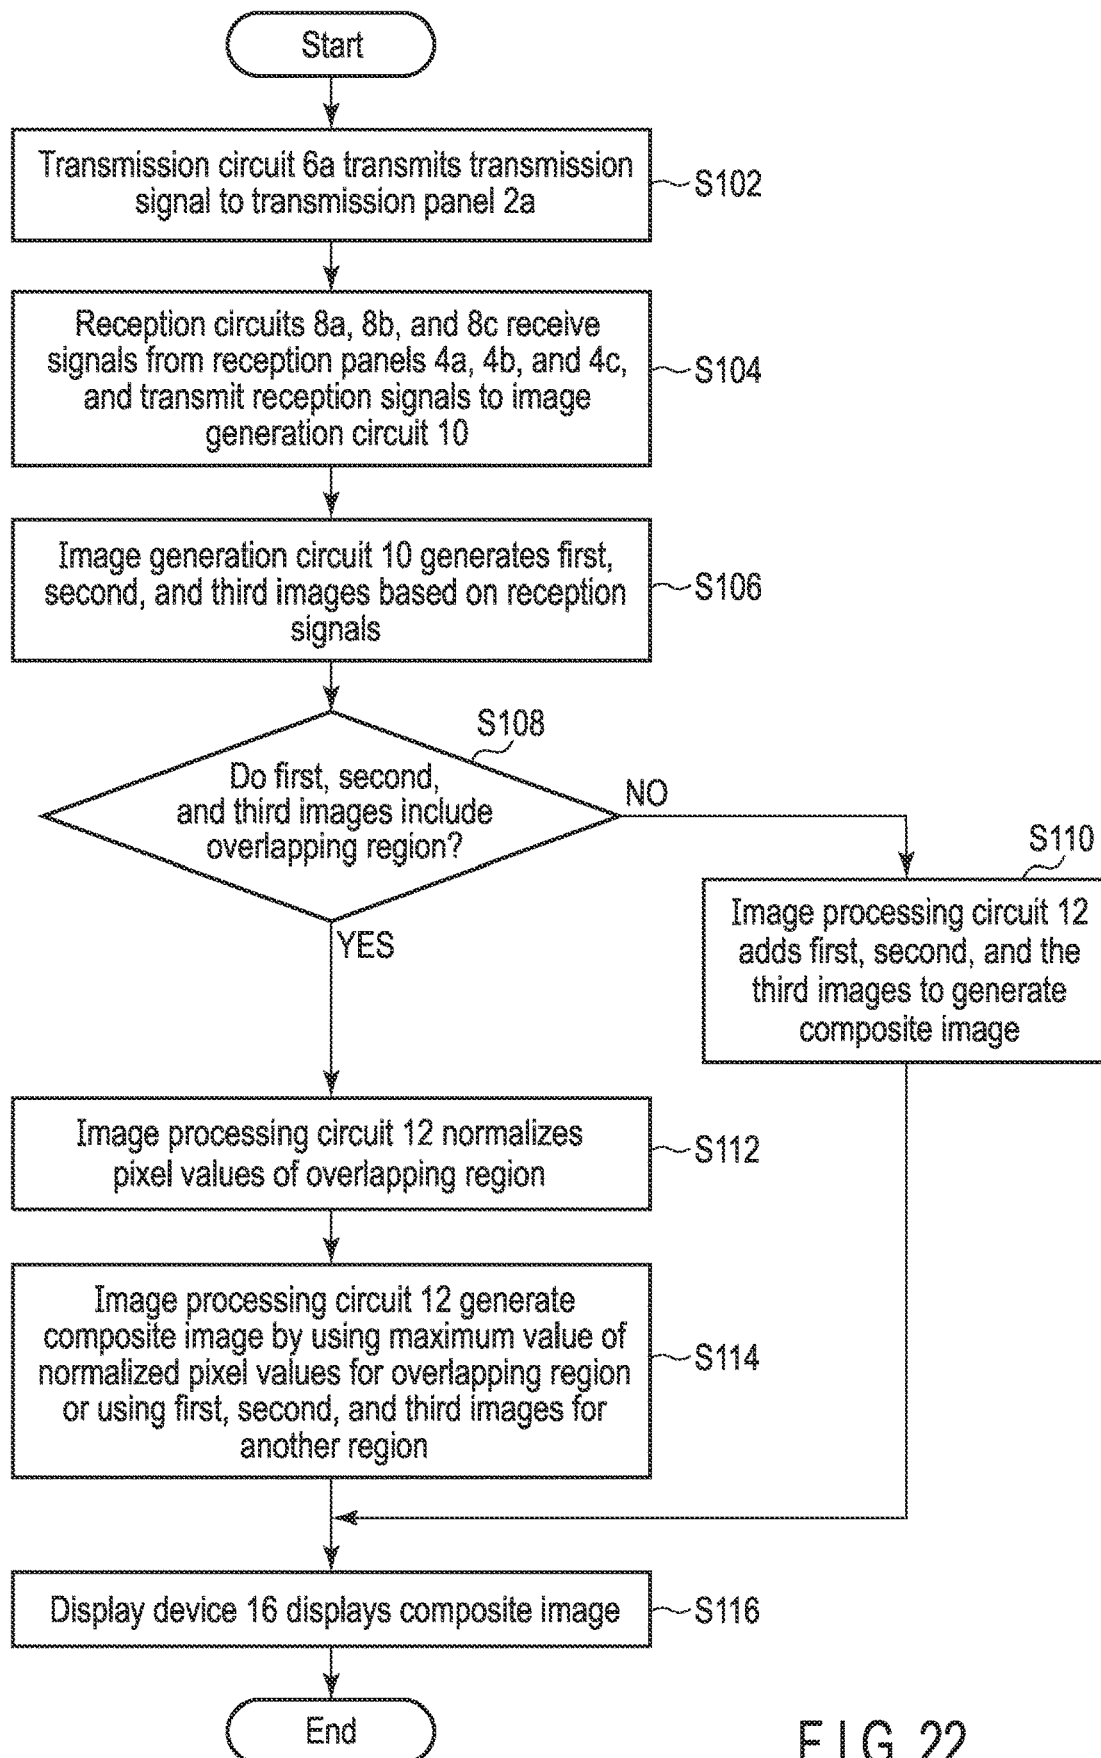 Start
Transmission circuit 6a transmits transmission
signal to transmission panel 2a
S102
Reception circuits 8a, 8b, and 8c receive
signals from reception panels 4a, 4b, and 4c,
and transmit reception signals to image
generation circuit 10
S104
Image generation circuit 10 generates first,
second, and third images based on reception
signals
S106
S108
Do first, second,
and third images include
overlapping region?
NO
YES
S110
Image processing circuit 12
adds first, second, and the
third images to generate
composite image
Image processing circuit 12 normalizes
pixel values of overlapping region
S112
Image processing circuit 12 generate
composite image by using maximum value of
normalized pixel values for overlapping region
or using first, second, and third images for
another region
S114
Display device 16 displays composite image
S116
End
FIG. 22